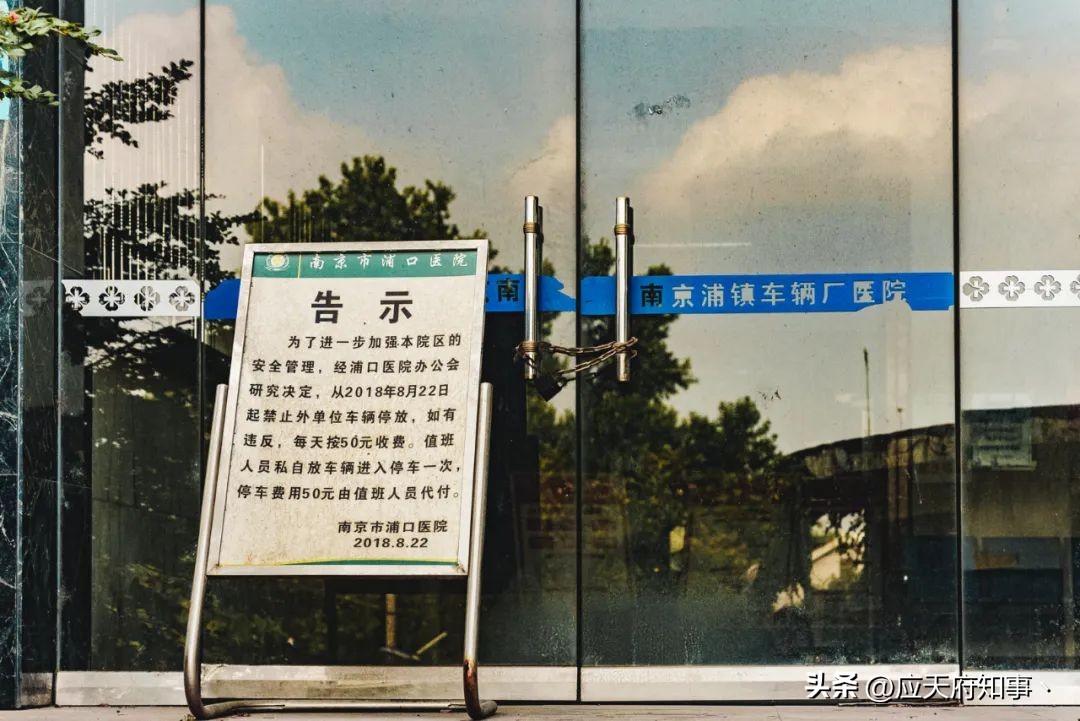 南京市浦口医院
告 示
为了进一步加强本院区的
安全管理，经浦口医院办公会
研究决定，从2018年8月22日
起禁止外单位车辆停放，如有
违反，每天按50元收费。值班
人员私自放车辆进入停车一次，
停车费用50元由值班人员代付。
南京市浦口医院
2018.8.22
南
南京浦镇车辆厂医院
头条 @应天府知事